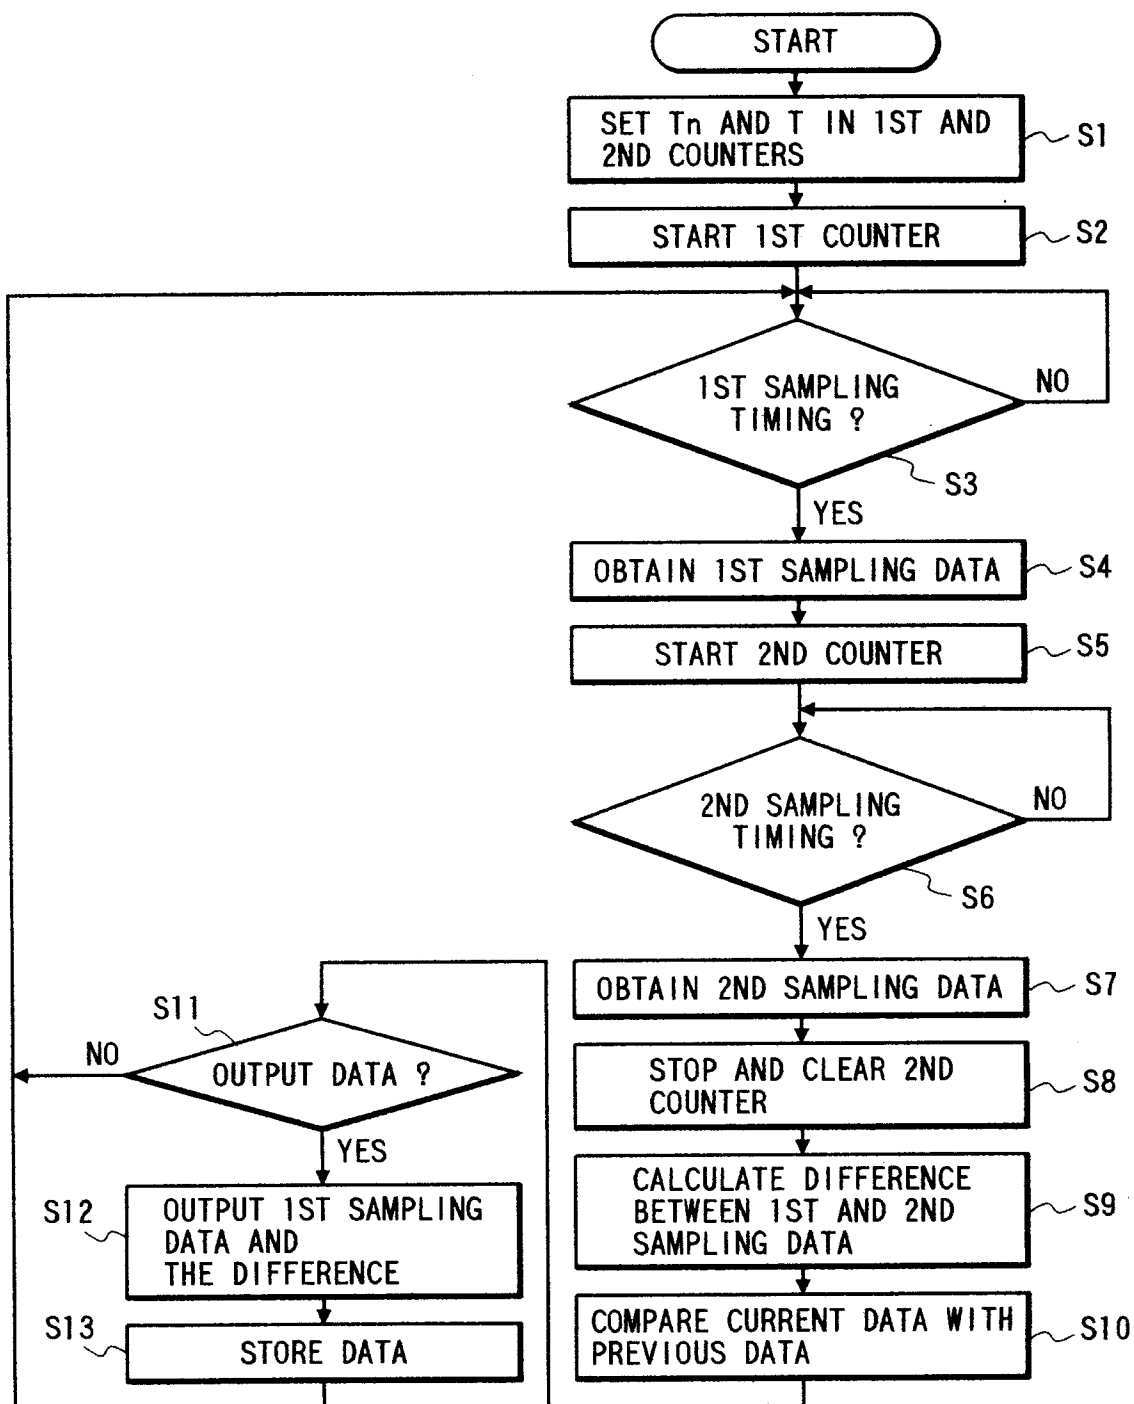 START
SET Tn AND T IN 1ST AND
2ND COUNTERS
S1
START 1ST COUNTER
S2
1ST SAMPLING
TIMING ?
NO
S3
YES
OBTAIN 1ST SAMPLING DATA
S4
START 2ND COUNTER
S5
2ND SAMPLING
TIMING ?
NO
S6
YES
OBTAIN 2ND SAMPLING DATA
S7
STOP AND CLEAR 2ND
COUNTER
S8
CALCULATE DIFFERENCE
BETWEEN 1ST AND 2ND
SAMPLING DATA
S9
COMPARE CURRENT DATA WITH
PREVIOUS DATA
S10
S11
NO
OUTPUT DATA ?
YES
S12
OUTPUT 1ST SAMPLING
DATA AND
THE DIFFERENCE
S13
STORE DATA